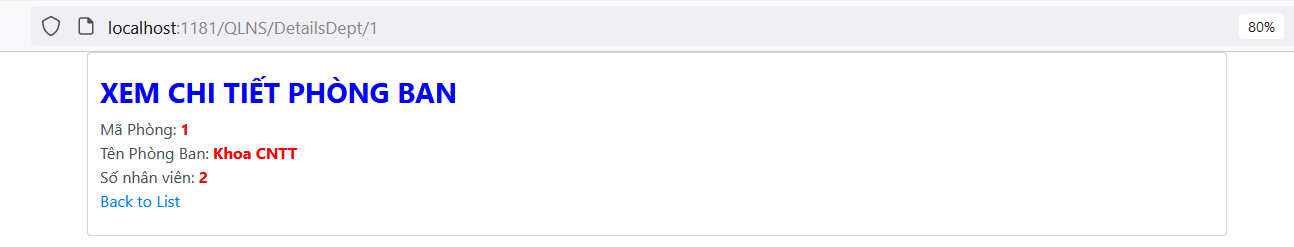 localhost:1181/QLNS/DetailsDept/1
80%
XEM CHI TIẾT PHÒNG BAN
Mã Phòng: 1
Tên Phòng Ban: Khoa CNTT
Số nhân viên: 2
Back to List